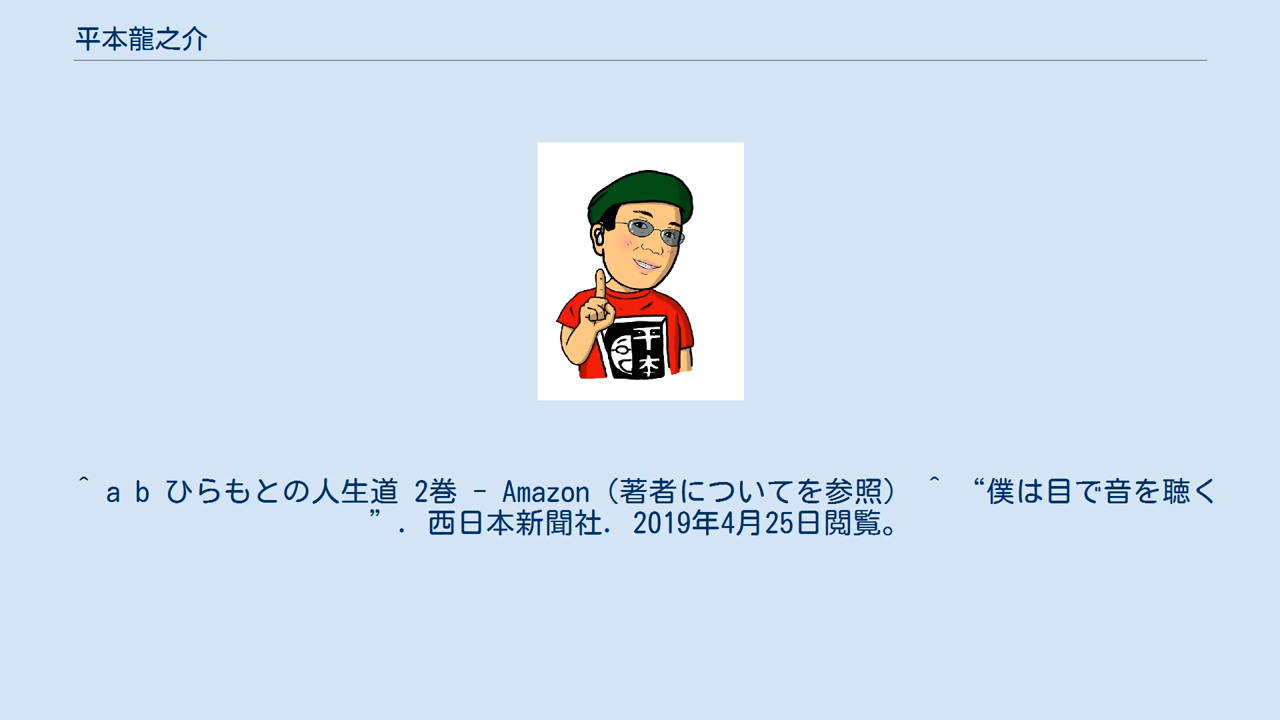 平本龍之介
平本
^ a b ひらもとの人生道 2巻 - Amazon（著者についてを参照） ^ “僕は目で音を聴く
”. 西日本新聞社. 2019年4月25日閲覧。